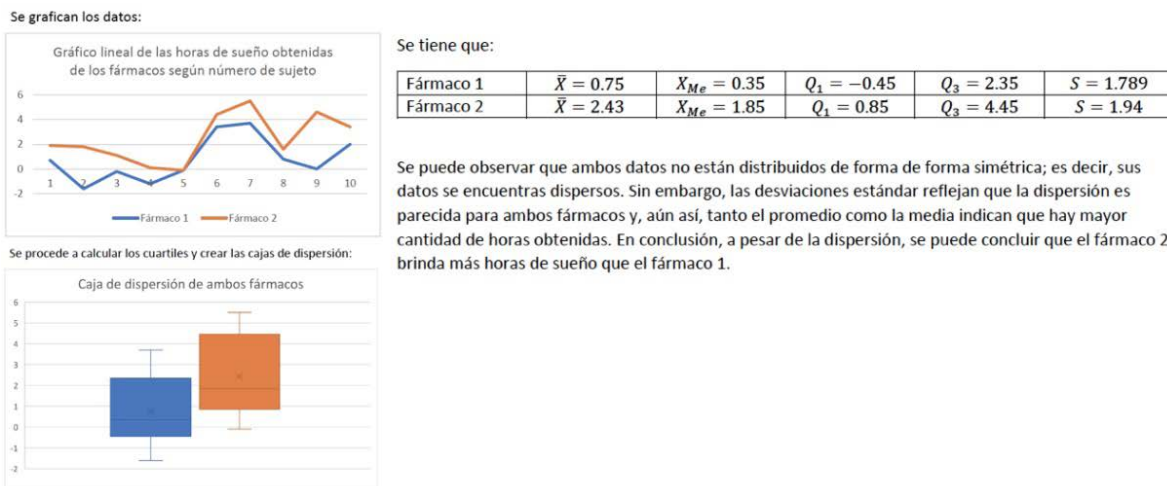 Se grafican los datos:
Gráfico lineal de las horas de sueño obtenidas
de los fármacos según número de sujeto
6
4
2
0
-2
1 2 3 4 5 6 7 8 9 10
Fármaco 1 Fármaco 2
Se procede a calcular los cuartiles y crear las cajas de dispersión:
Caja de dispersión de ambos fármacos
6
5
4
3
2
1
0
-1
-2
Se tiene que:
Fármaco 1 X̄ = 0.75 X_Me = 0.35 Q₁ = −0.45 Q₃ = 2.35 S = 1.789
Fármaco 2 X̄ = 2.43 X_Me = 1.85 Q₁ = 0.85 Q₃ = 4.45 S = 1.94
Se puede observar que ambos datos no están distribuidos de forma de forma simétrica; es decir, sus
datos se encuentras dispersos. Sin embargo, las desviaciones estándar reflejan que la dispersión es
parecida para ambos fármacos y, aún así, tanto el promedio como la media indican que hay mayor
cantidad de horas obtenidas. En conclusión, a pesar de la dispersión, se puede concluir que el fármaco 2
brinda más horas de sueño que el fármaco 1.